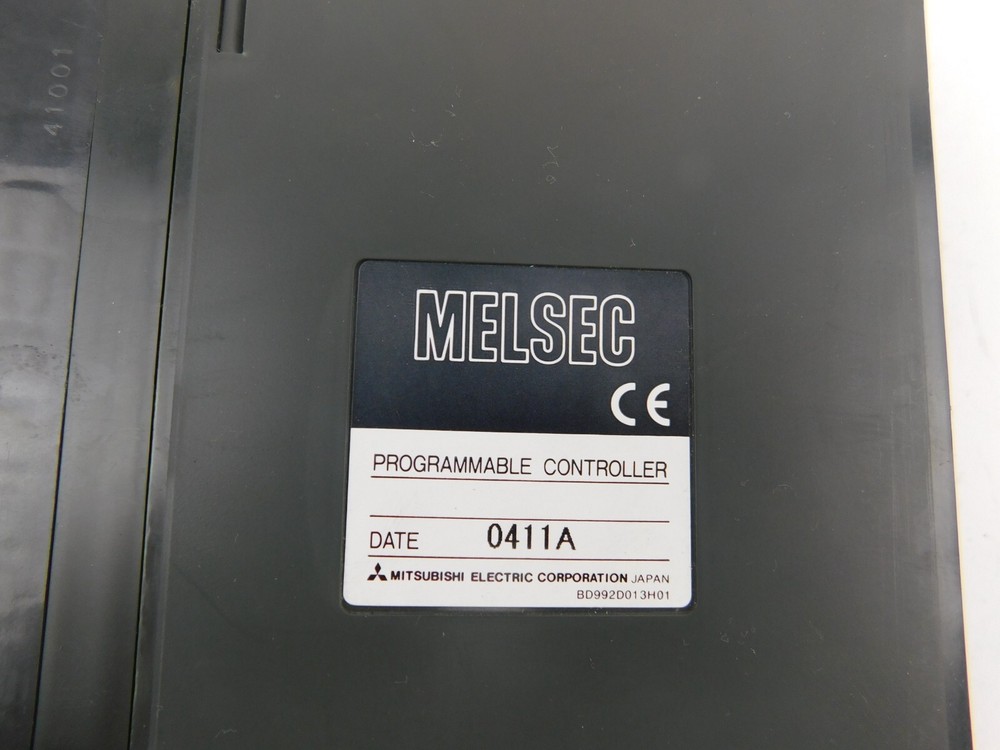 41001
MELSEC
CE
PROGRAMMABLE CONTROLLER
DATE 0411A
MITSUBISHI ELECTRIC CORPORATION JAPAN
BD992D013H01